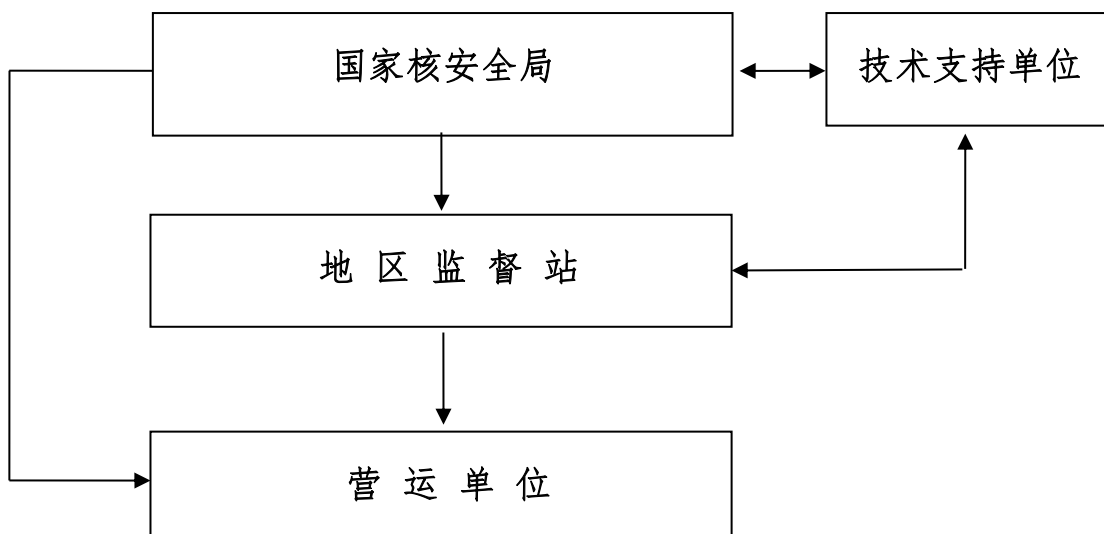 国家核安全局
技术支持单位
地区监督站
营运单位